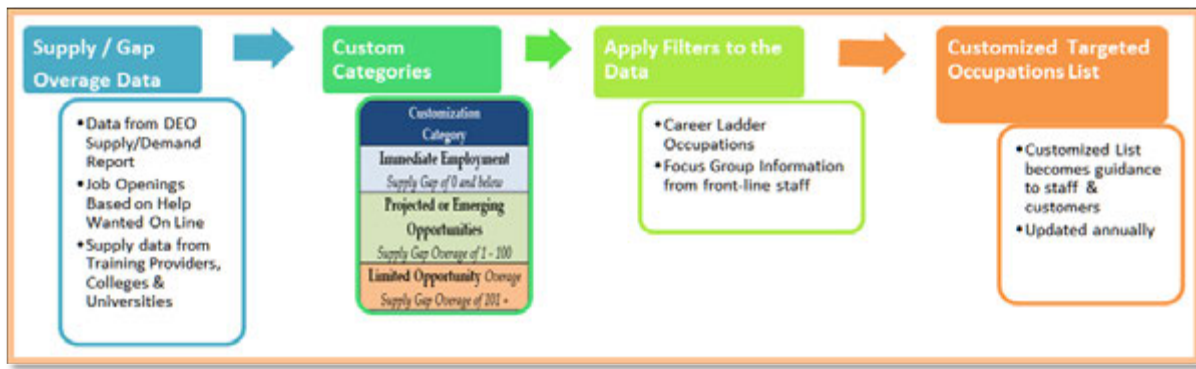 Supply / Gap
Overage Data
•Data from DEO
Supply/Demand
Report
•Job Openings
Based on Help
Wanted On Line
•Supply data from
Training Providers,
Colleges &
Universities
Custom
Categories
Customization
Category
Immediate Employment
Supply Gap of 0 and below
Projected or Emerging
Opportunities
Supply Gap Overage of 1 - 100
Limited Opportunity Overage
Supply Gap Overage of 101 +
Apply Filters to the
Data
•Career Ladder
Occupations
•Focus Group Information
from front-line staff
Customized Targeted
Occupations List
•Customized List
becomes guidance
to staff &
customers
•Updated annually